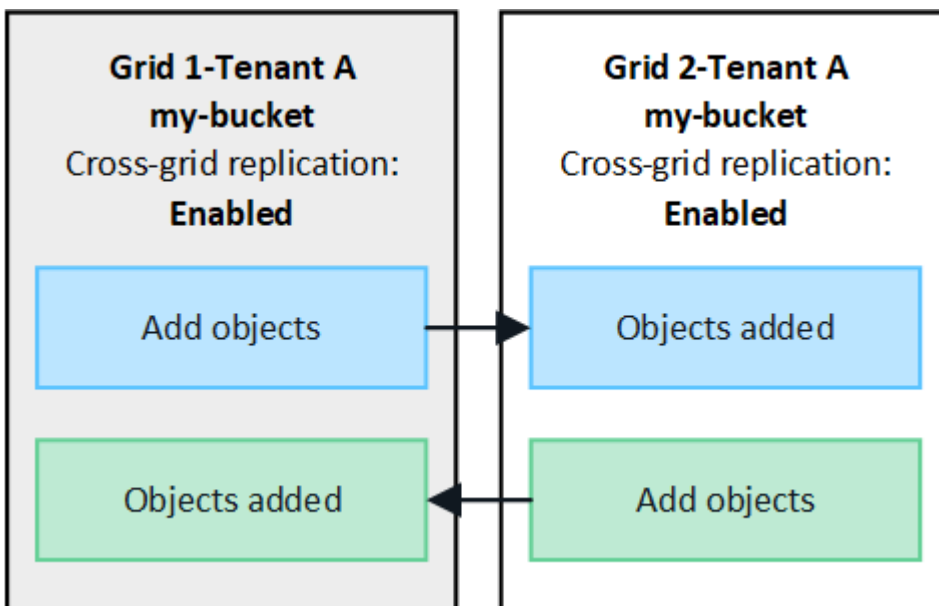 Grid 1-Tenant A
my-bucket
Cross-grid replication:
Enabled
Add objects
Objects added
Grid 2-Tenant A
my-bucket
Cross-grid replication:
Enabled
Objects added
Add objects